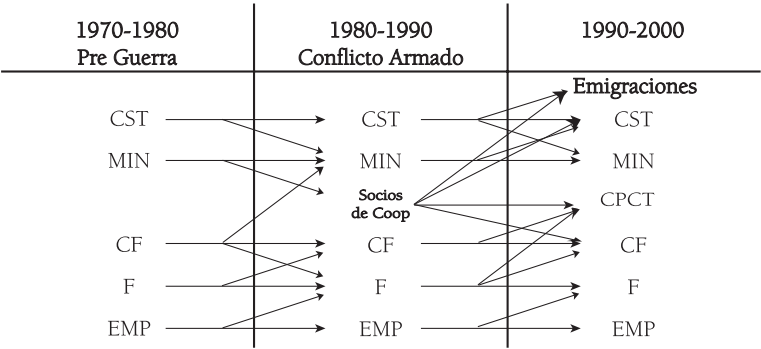 1970-1980
Pre Guerra
1980-1990
Conflicto Armado
1990-2000
Emigraciones
CST
CST
CST
MIN
MIN
MIN
Socios
de Coop
CPCT
CF
CF
CF
F
F
F
EMP
EMP
EMP